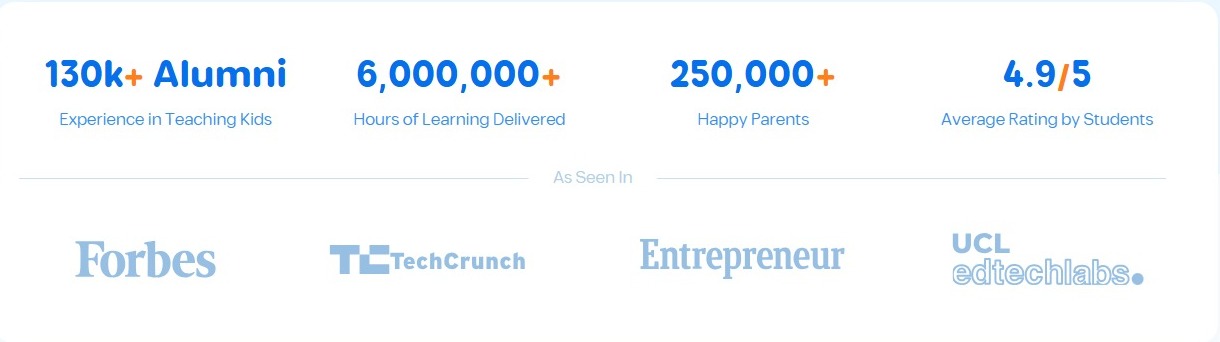 130k+ Alumni
Experience in Teaching Kids
6,000,000+
Hours of Learning Delivered
250,000+
Happy Parents
4.9/5
Average Rating by Students
As Seen In
Forbes
TC TechCrunch
Entrepreneur
UCL
edtechlabs.